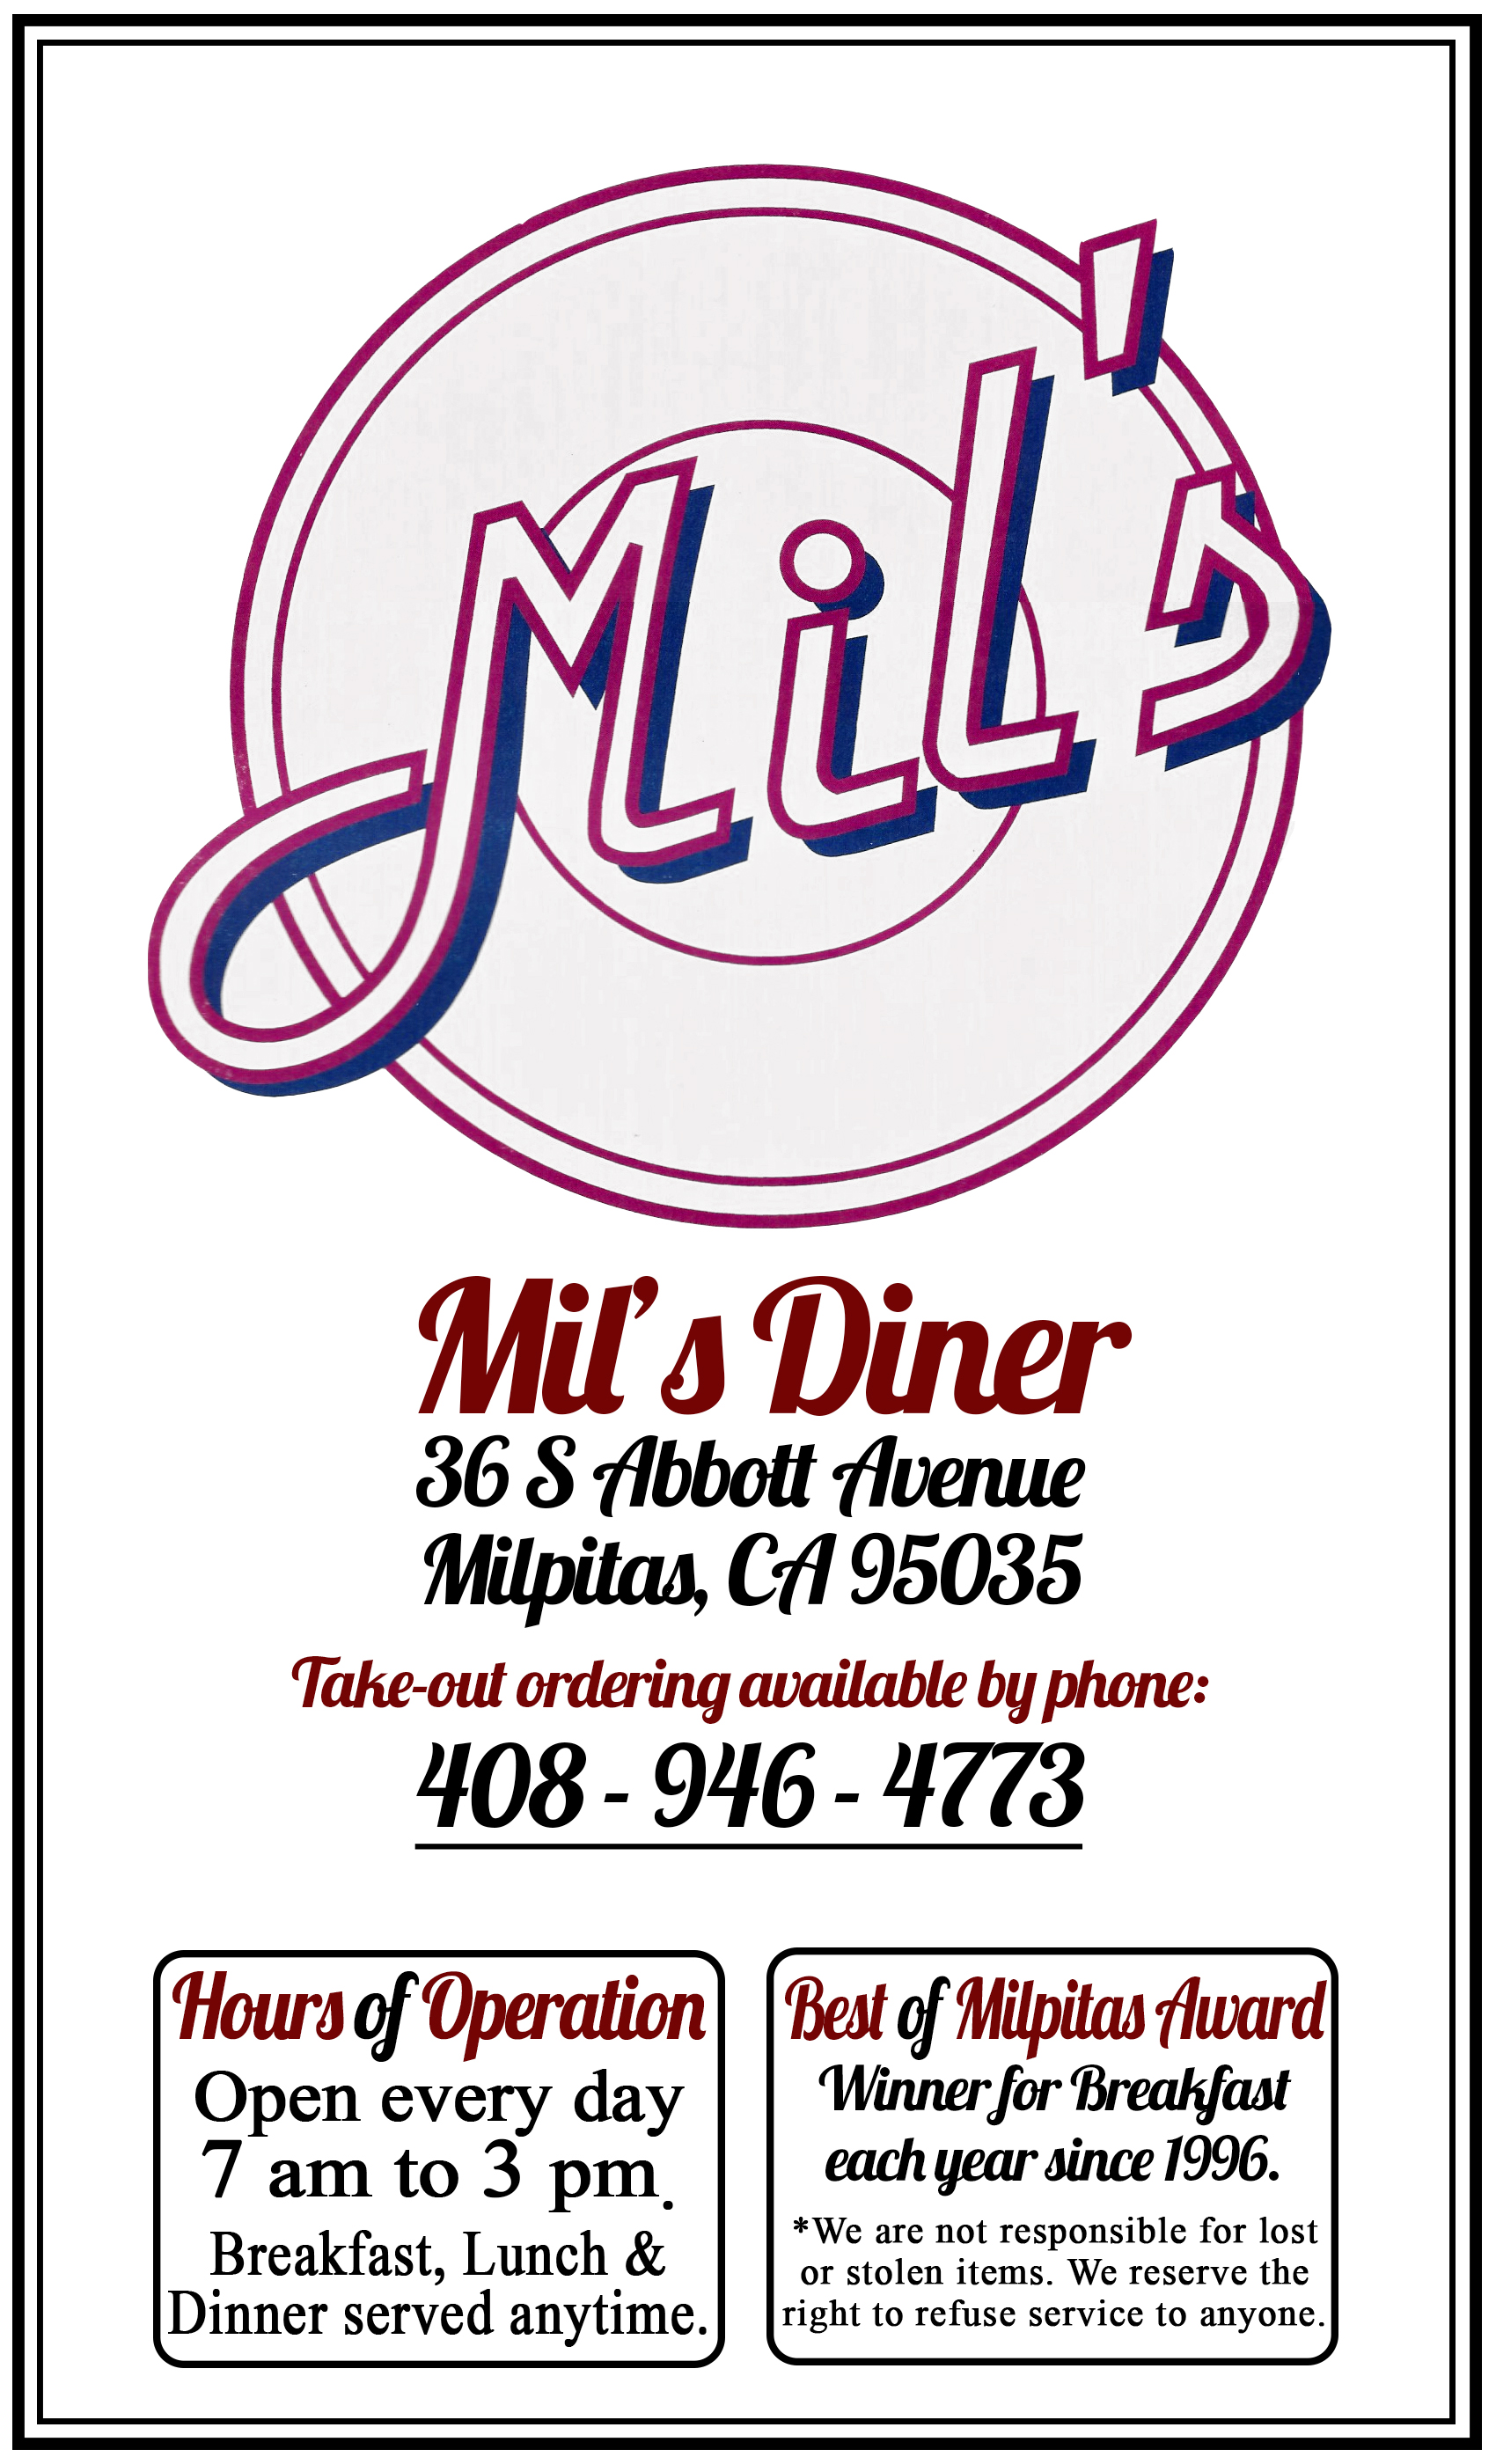 Mil's
Mil's Diner
36 S Abbott Avenue
Milpitas, CA 95035
Take-out ordering available by phone:
408 - 946 - 4773
Hours of Operation
Open every day
7 am to 3 pm.
Breakfast, Lunch &
Dinner served anytime.
Best of Milpitas Award
Winner for Breakfast
each year since 1996.
*We are not responsible for lost
or stolen items. We reserve the
right to refuse service to anyone.